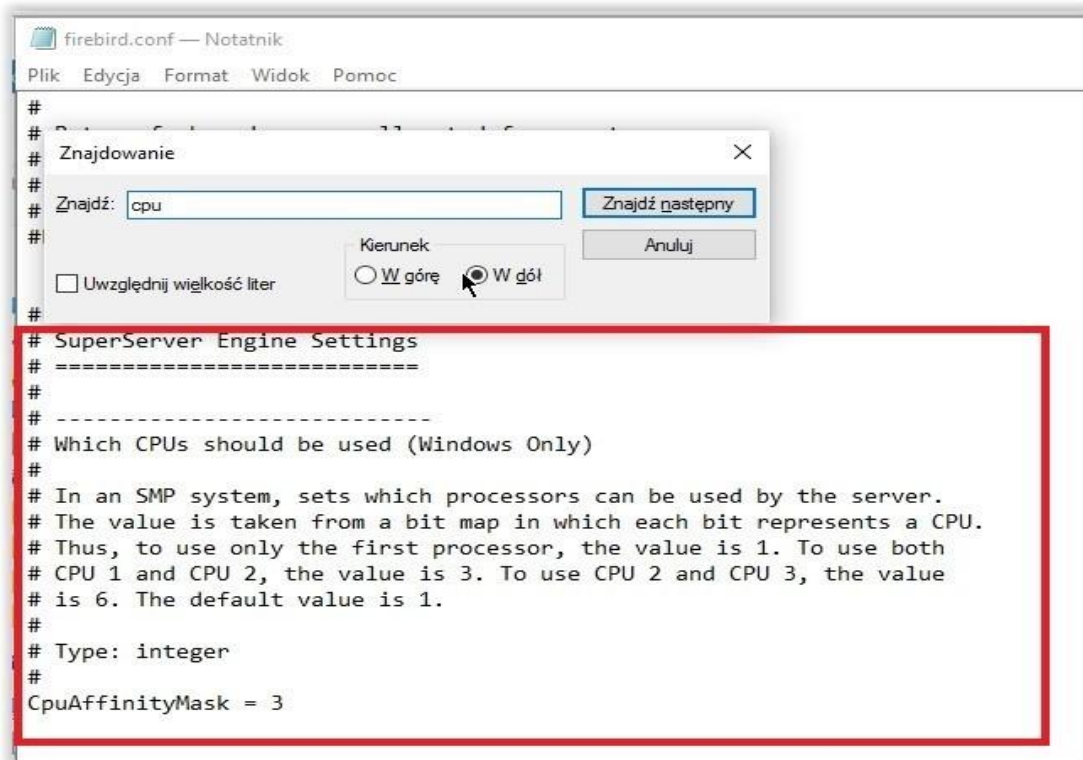 firebird.conf — Notatnik
Plik Edycja Format Widok Pomoc
#
#
Znajdowanie
#
#
Znajdź: cpu Znajdź następny
#
#
Kierunek Anuluj
W górę W dół
Uwzględnij wielkość liter
#
# SuperServer Engine Settings
# ===========================
#
# ----------------------------
# Which CPUs should be used (Windows Only)
#
# In an SMP system, sets which processors can be used by the server.
# The value is taken from a bit map in which each bit represents a CPU.
# Thus, to use only the first processor, the value is 1. To use both
# CPU 1 and CPU 2, the value is 3. To use CPU 2 and CPU 3, the value
# is 6. The default value is 1.
#
# Type: integer
#
CpuAffinityMask = 3